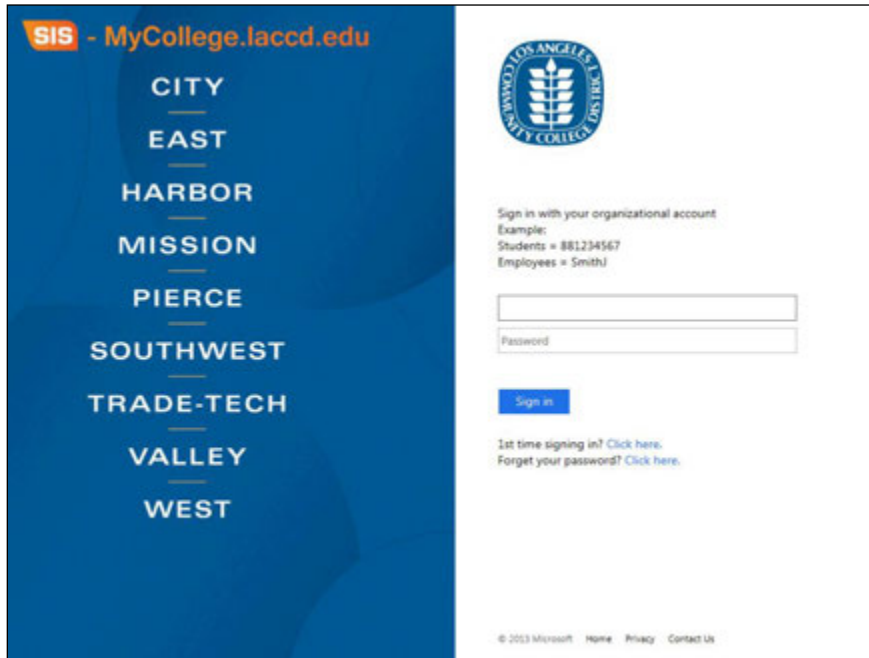 SIS - MyCollege.laccd.edu
CITY
EAST
HARBOR
MISSION
PIERCE
SOUTHWEST
TRADE-TECH
VALLEY
WEST
LOS ANGELES
COMMUNITY COLLEGE DISTRICT
Sign in with your organizational account
Example:
Students = 881234567
Employees = SmithJ
Password
Sign in
1st time signing in? Click here.
Forget your password? Click here.
© 2013 Microsoft Home Privacy Contact Us